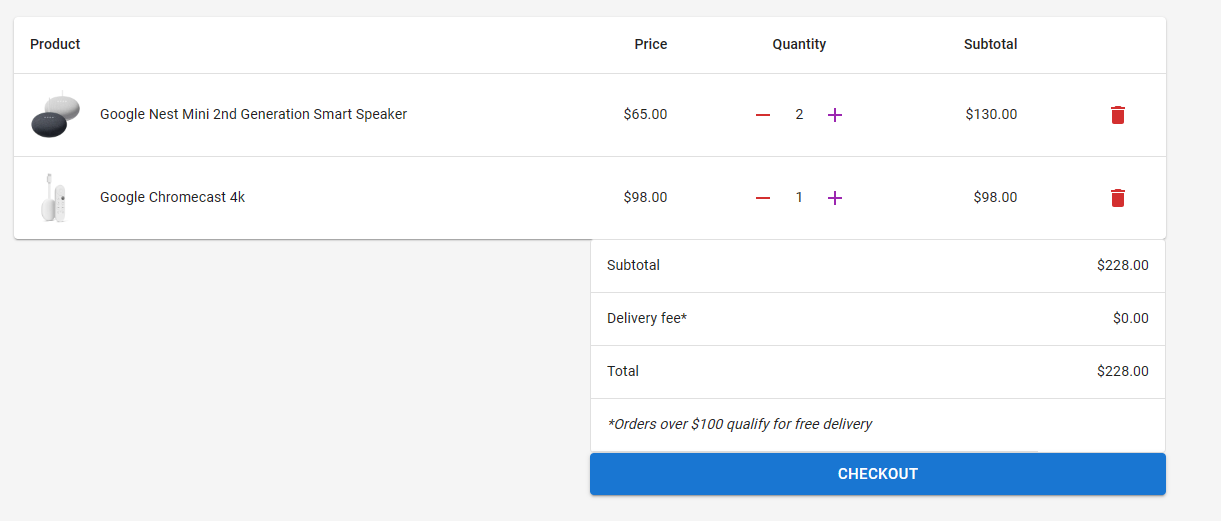 Product Price Quantity Subtotal
Google Nest Mini 2nd Generation Smart Speaker $65.00 2 $130.00
Google Chromecast 4k $98.00 1 $98.00
Subtotal $228.00
Delivery fee* $0.00
Total $228.00
*Orders over $100 qualify for free delivery
CHECKOUT